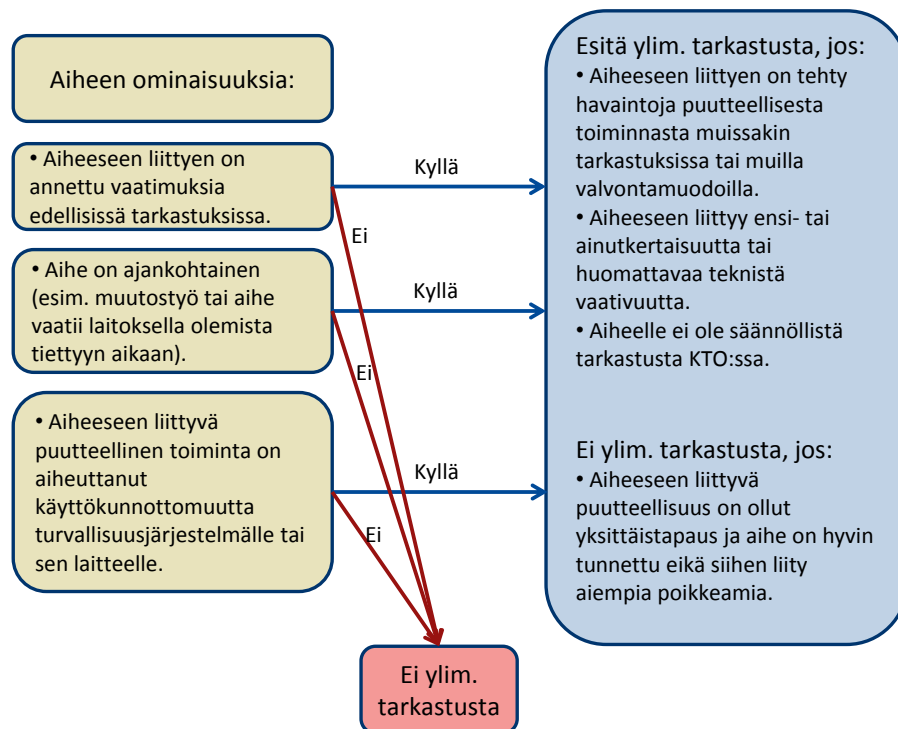 Aiheen ominaisuuksia:
• Aiheeseen liittyen on
annettu vaatimuksia
edellisissä tarkastuksissa.
• Aihe on ajankohtainen
(esim. muutostyö tai aihe
vaatii laitoksella olemista
tiettyyn aikaan).
• Aiheeseen liittyvä
puutteellinen toiminta on
aiheuttanut
käyttökunnottomuutta
turvallisuusjärjestelmälle tai
sen laitteelle.
Kyllä
Ei
Kyllä
Ei
Kyllä
Ei
Esitä ylim. tarkastusta, jos:
• Aiheeseen liittyen on tehty
havaintoja puutteellisesta
toiminnasta muissakin
tarkastuksissa tai muilla
valvontamuodoilla.
• Aiheeseen liittyy ensi- tai
ainutkertaisuutta tai
huomattavaa teknistä
vaativuutta.
• Aiheelle ei ole säännöllistä
tarkastusta KTO:ssa.
Ei ylim. tarkastusta, jos:
• Aiheeseen liittyvä
puutteellisuus on ollut
yksittäistapaus ja aihe on hyvin
tunnettu eikä siihen liity
aiempia poikkeamia.
Ei ylim.
tarkastusta